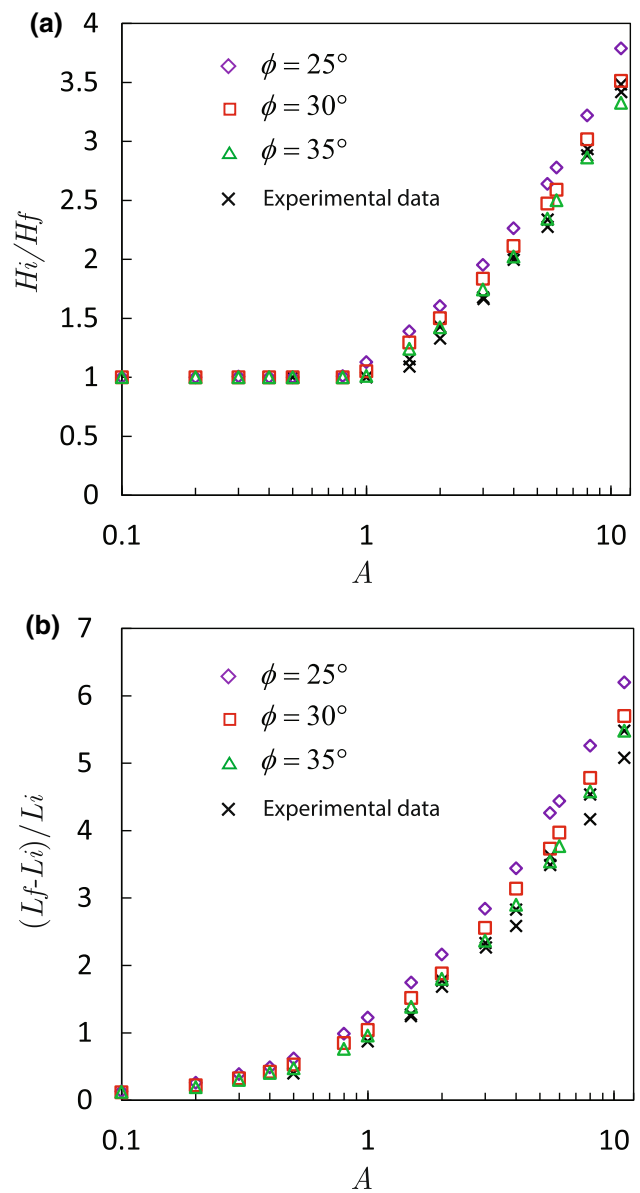 (a)
4
3.5
3
2.5
2
1.5
1
0.5
0
Hi/Hf
ϕ = 25°
ϕ = 30°
ϕ = 35°
Experimental data
0.1 1 10
A
(b)
7
6
5
4
3
2
1
0
(Lf-Li)/Li
ϕ = 25°
ϕ = 30°
ϕ = 35°
Experimental data
0.1 1 10
A